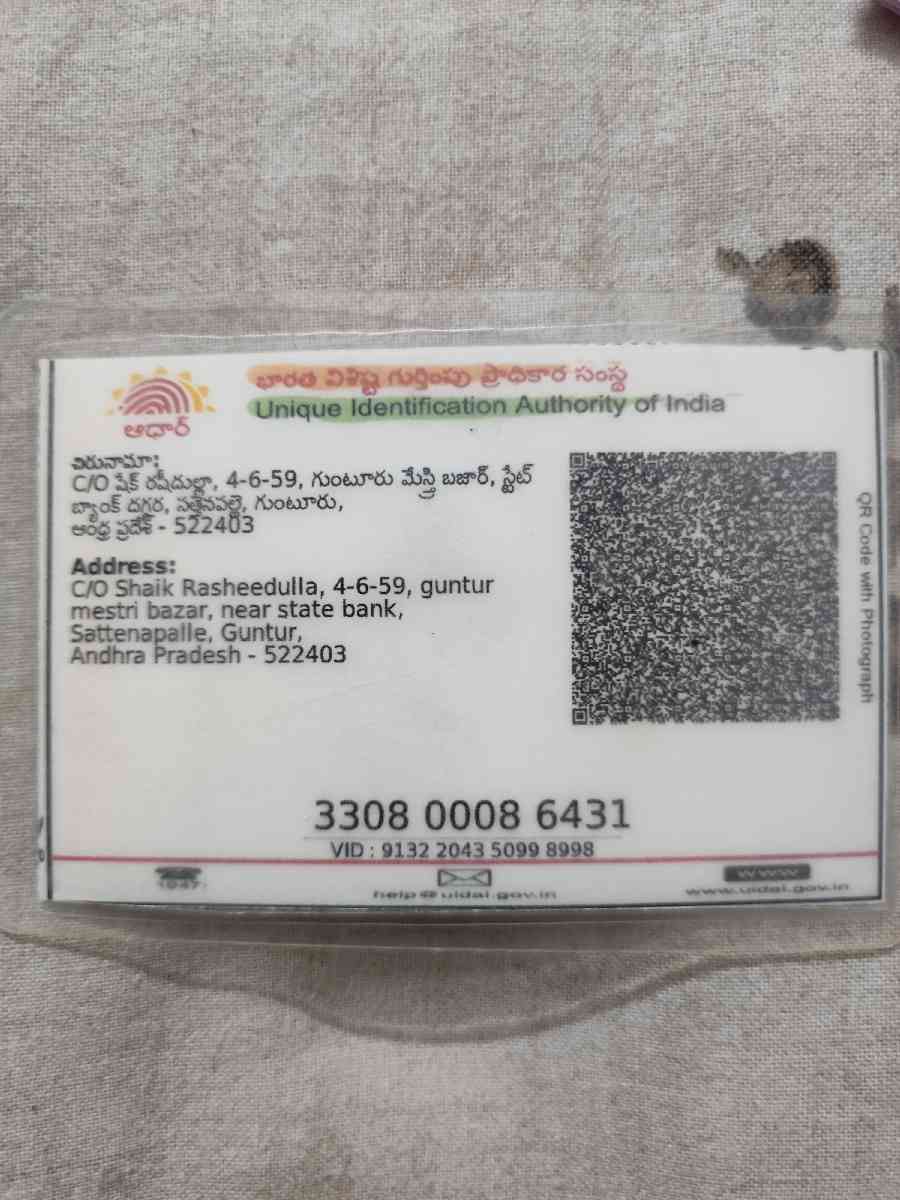 భారత విశిష్ట గుర్తింపు ప్రాధికార సంస్థ
Unique Identification Authority of India
ఆధార్
చిరునామా:
C/O షేక్ రషీదుల్లా, 4-6-59, గుంటూరు మేస్త్రి బజార్, స్టేట్
బ్యాంక్ దగ్గర, సత్తెనపల్లె, గుంటూరు,
ఆంధ్ర ప్రదేశ్ - 522403
Address:
C/O Shaik Rasheedulla, 4-6-59, guntur
mestri bazar, near state bank,
Sattenapalle, Guntur,
Andhra Pradesh - 522403
QR Code with Photograph
3308 0008 6431
VID : 9132 2043 5099 8998
1947
help@uidai.gov.in
www
www.uidai.gov.in